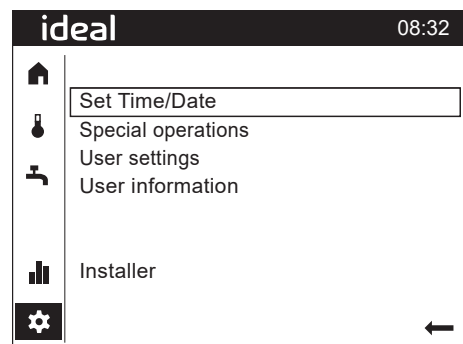 ideal 08:32
Set Time/Date
Special operations
User settings
User information
Installer